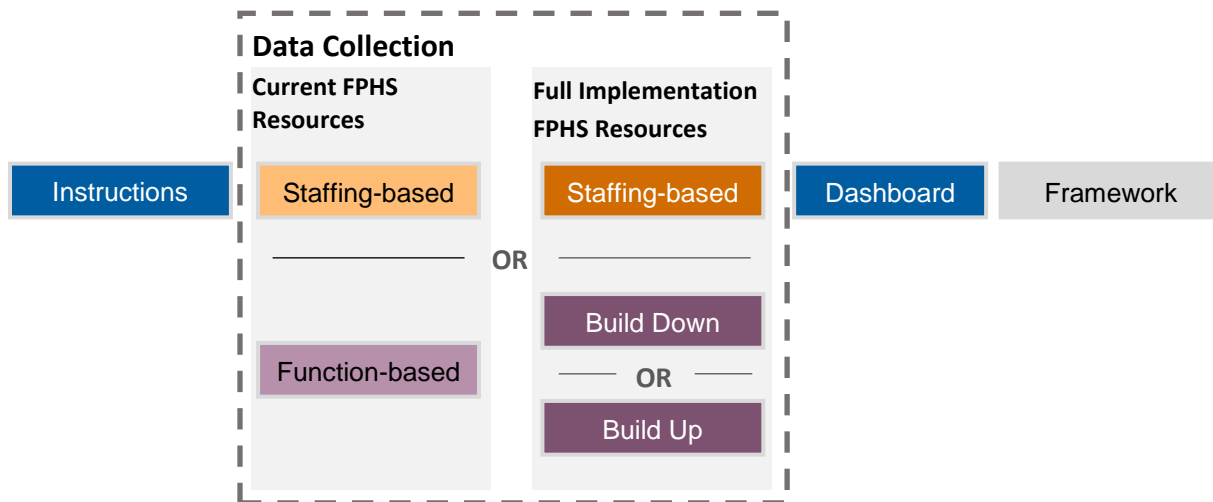 Data Collection
Current FPHS
Resources
Full Implementation
FPHS Resources
Instructions
Staffing-based
Staffing-based
Dashboard
Framework
OR
Build Down
Function-based
OR
Build Up